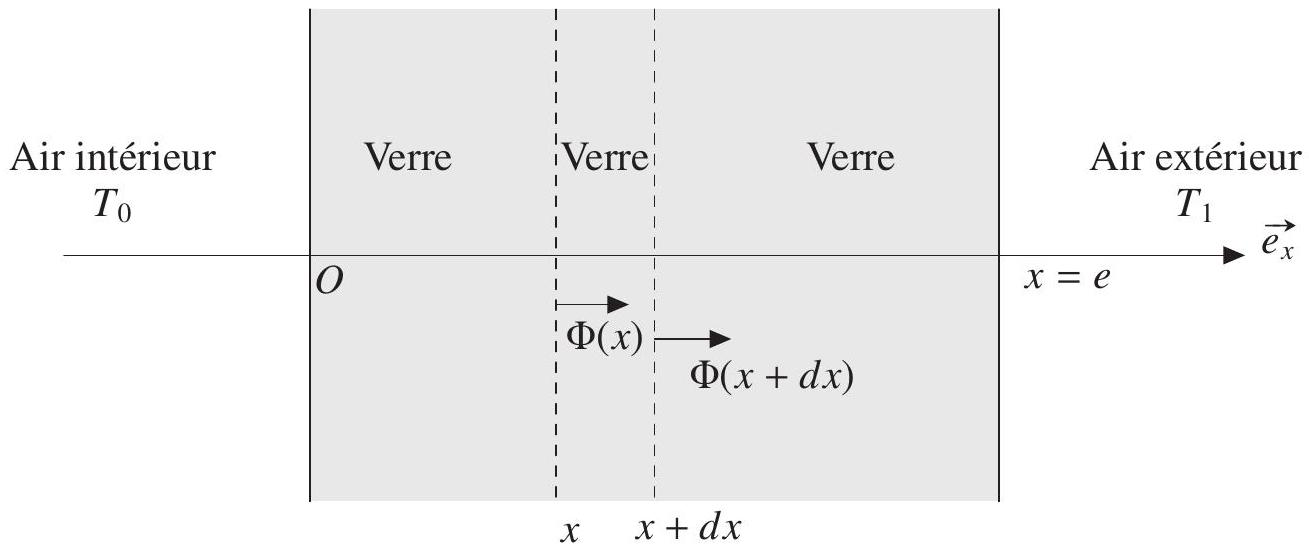 Air intérieur
T₀
Verre
Verre
Verre
Air extérieur
T₁
e⃗ₓ
O
x = e
Φ(x)
Φ(x + dx)
x
x + dx